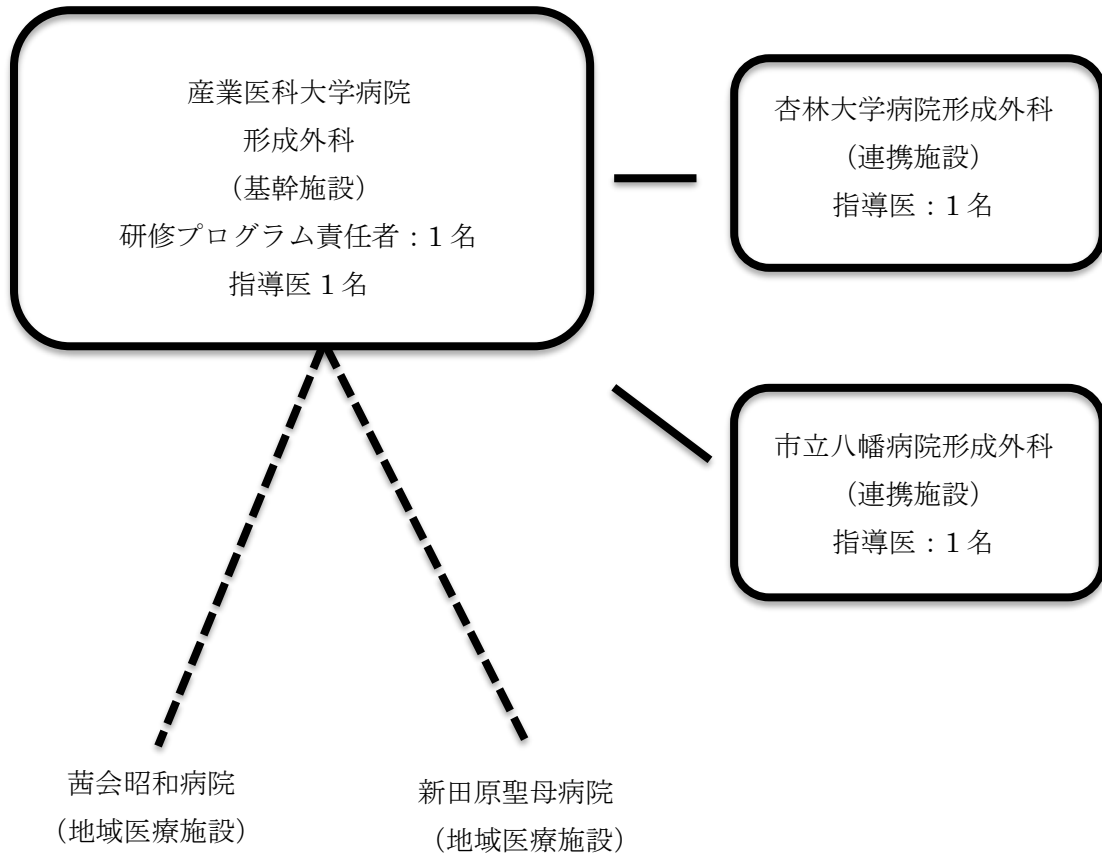 産業医科大学病院
形成外科
（基幹施設）
研修プログラム責任者：１名
指導医 1 名
杏林大学病院形成外科
（連携施設）
指導医：１名
市立八幡病院形成外科
（連携施設）
指導医：１名
茜会昭和病院
（地域医療施設）
新田原聖母病院
（地域医療施設）